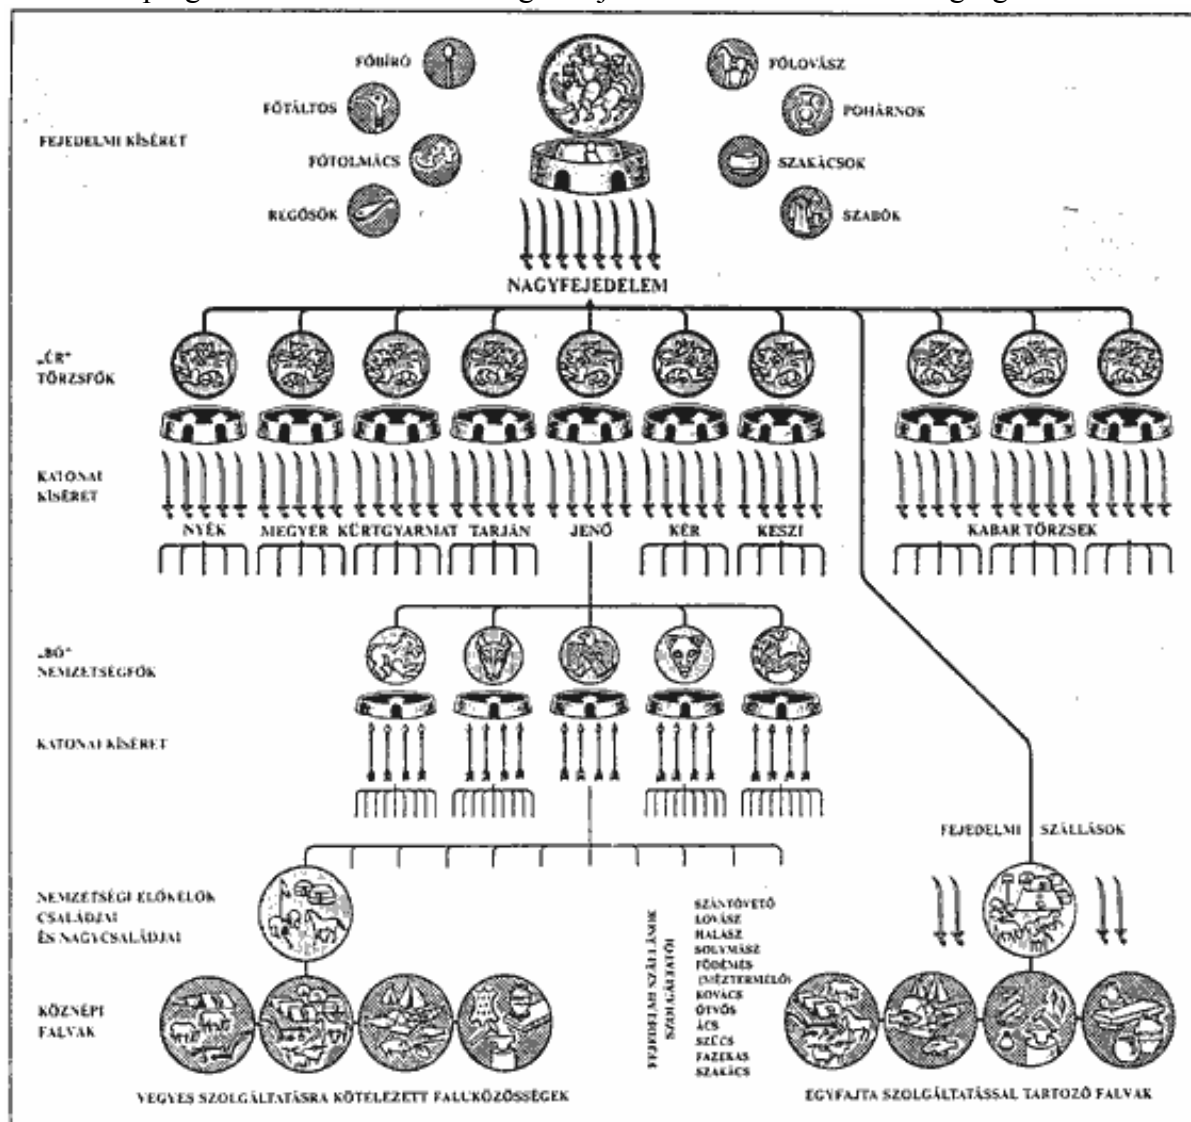 FŐBÍRÓ
FŐTÁLTOS
FEJEDELMI KÍSÉRET
FŐTOLMÁCS
REGŐSÖK
FŐLOVÁSZ
POHÁRNOK
SZAKÁCSOK
SZABÓK
NAGYFEJEDELEM
„ÚR"
TÖRZSFŐK
KATONAI
KÍSÉRET
NYÉK MEGYER KÜRTGYARMAT TARJÁN JENŐ KÉR KESZI KABAR TÖRZSEK
„BŐ"
NEMZETSÉGFŐK
KATONAI KÍSÉRET
FEJEDELMI SZÁLLÁSOK
NEMZETSÉGI ELŐKELŐK
CSALÁDJAI
ÉS NAGYCSALÁDJAI
KÖZNÉPI
FALVAK
FEJEDELMI SZÁLLÁSOK
SZOLGÁLTATÓI
SZÁNTÓVETŐ
LOVÁSZ
HALÁSZ
SOLYMÁSZ
FÖDÉMES
(MÉZTERMELŐ)
KOVÁCS
ÖTVÖS
ÁCS
SZŰCS
FAZEKAS
SZAKÁCS
VEGYES SZOLGÁLTATÁSRA KÖTELEZETT FALUKÖZÖSSÉGEK
EGYFAJTA SZOLGÁLTATÁSSAL TARTOZÓ FALVAK